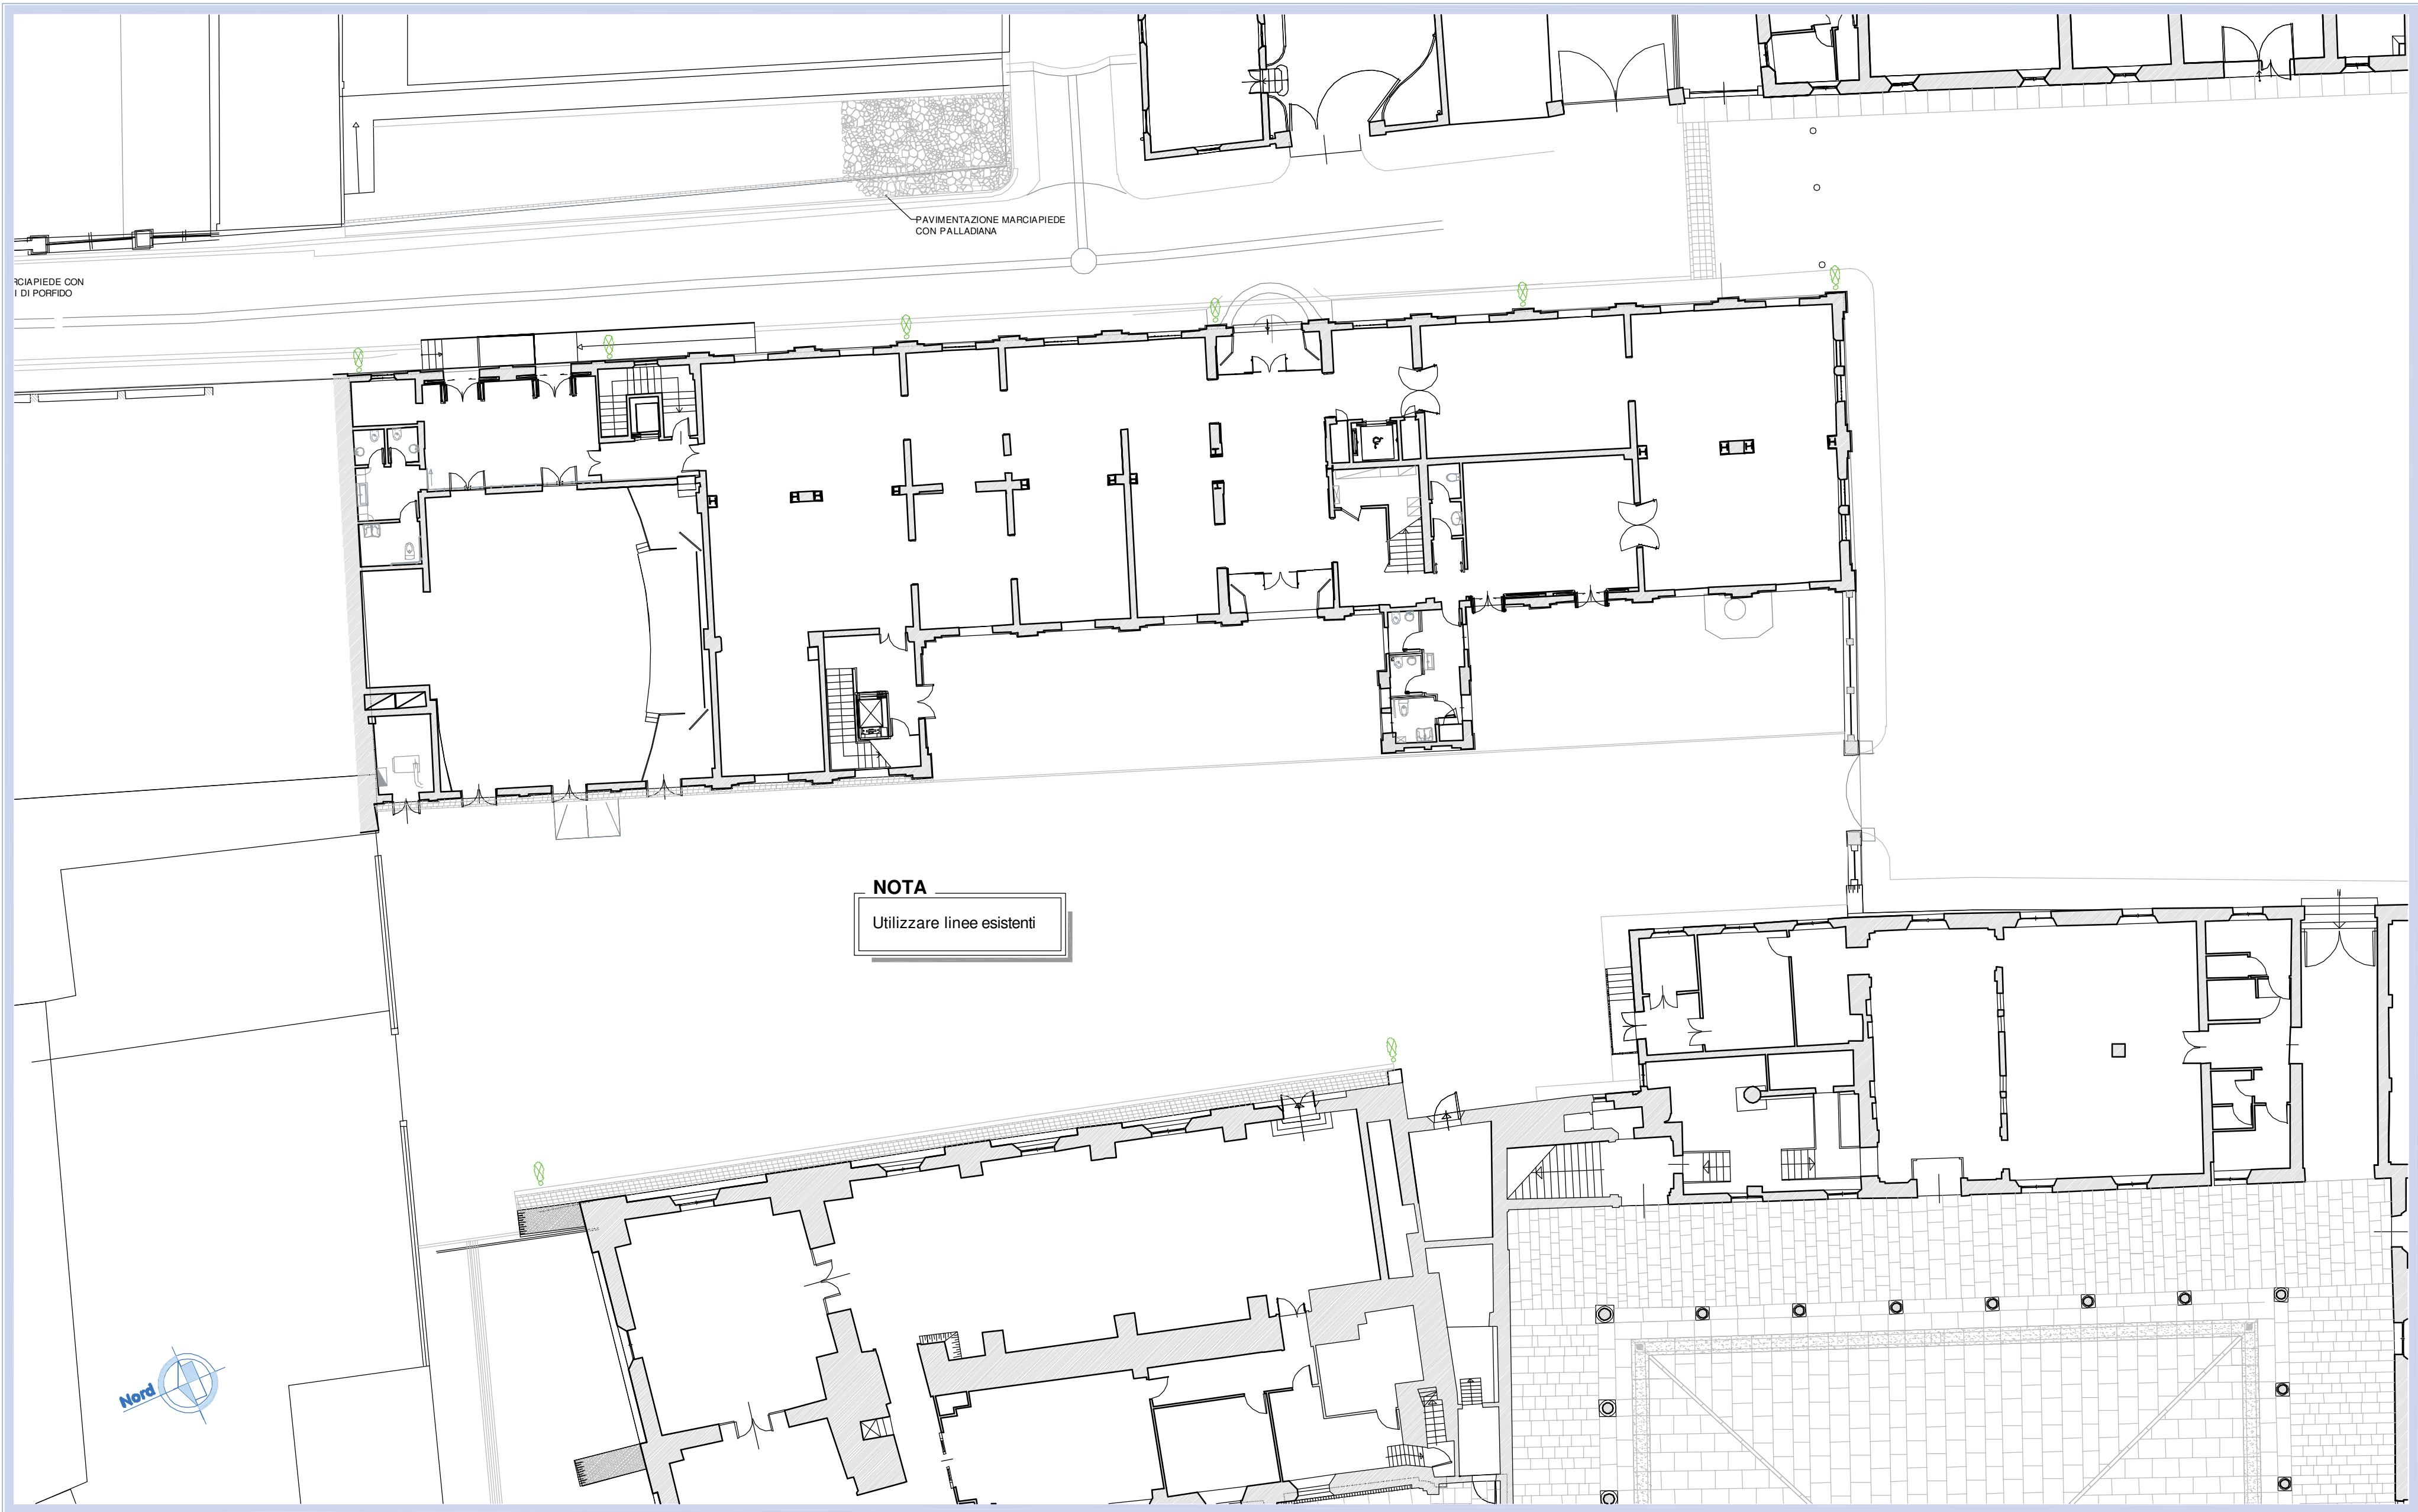 PAVIMENTAZIONE MARCIAPIEDE
CON PALLADIANA
RCIAPIEDE CON
I DI PORFIDO
NOTA
Utilizzare linee esistenti
Nord